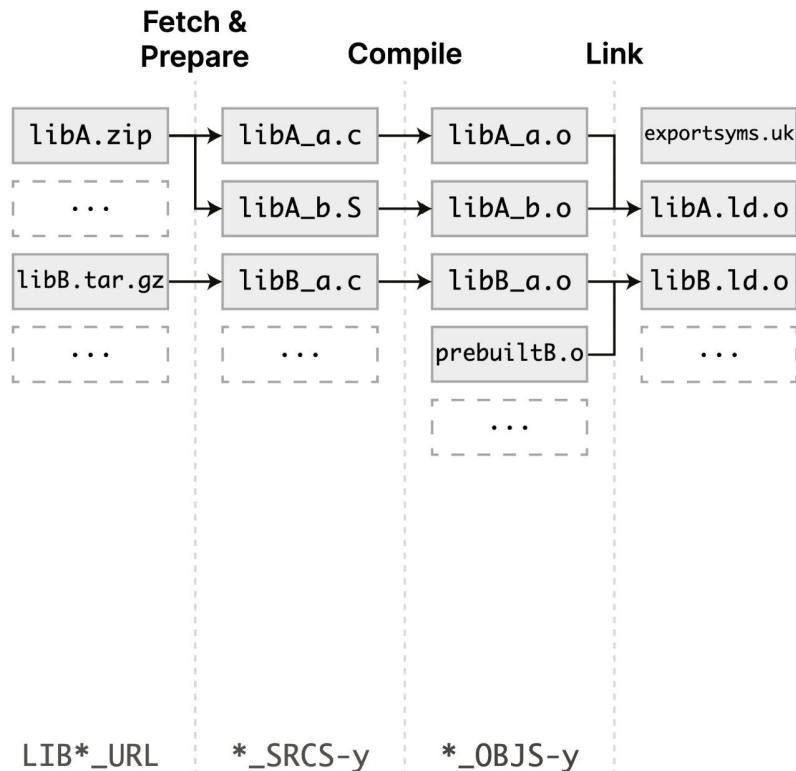 Fetch &
Prepare
Compile
Link
libA.zip
libA_a.c
libA_a.o
exportsyms.uk
...
libA_b.S
libA_b.o
libA.ld.o
libB.tar.gz
libB_a.c
libB_a.o
libB.ld.o
...
...
prebuiltB.o
...
...
LIB*_URL
*_SRCS-y
*_OBJS-y